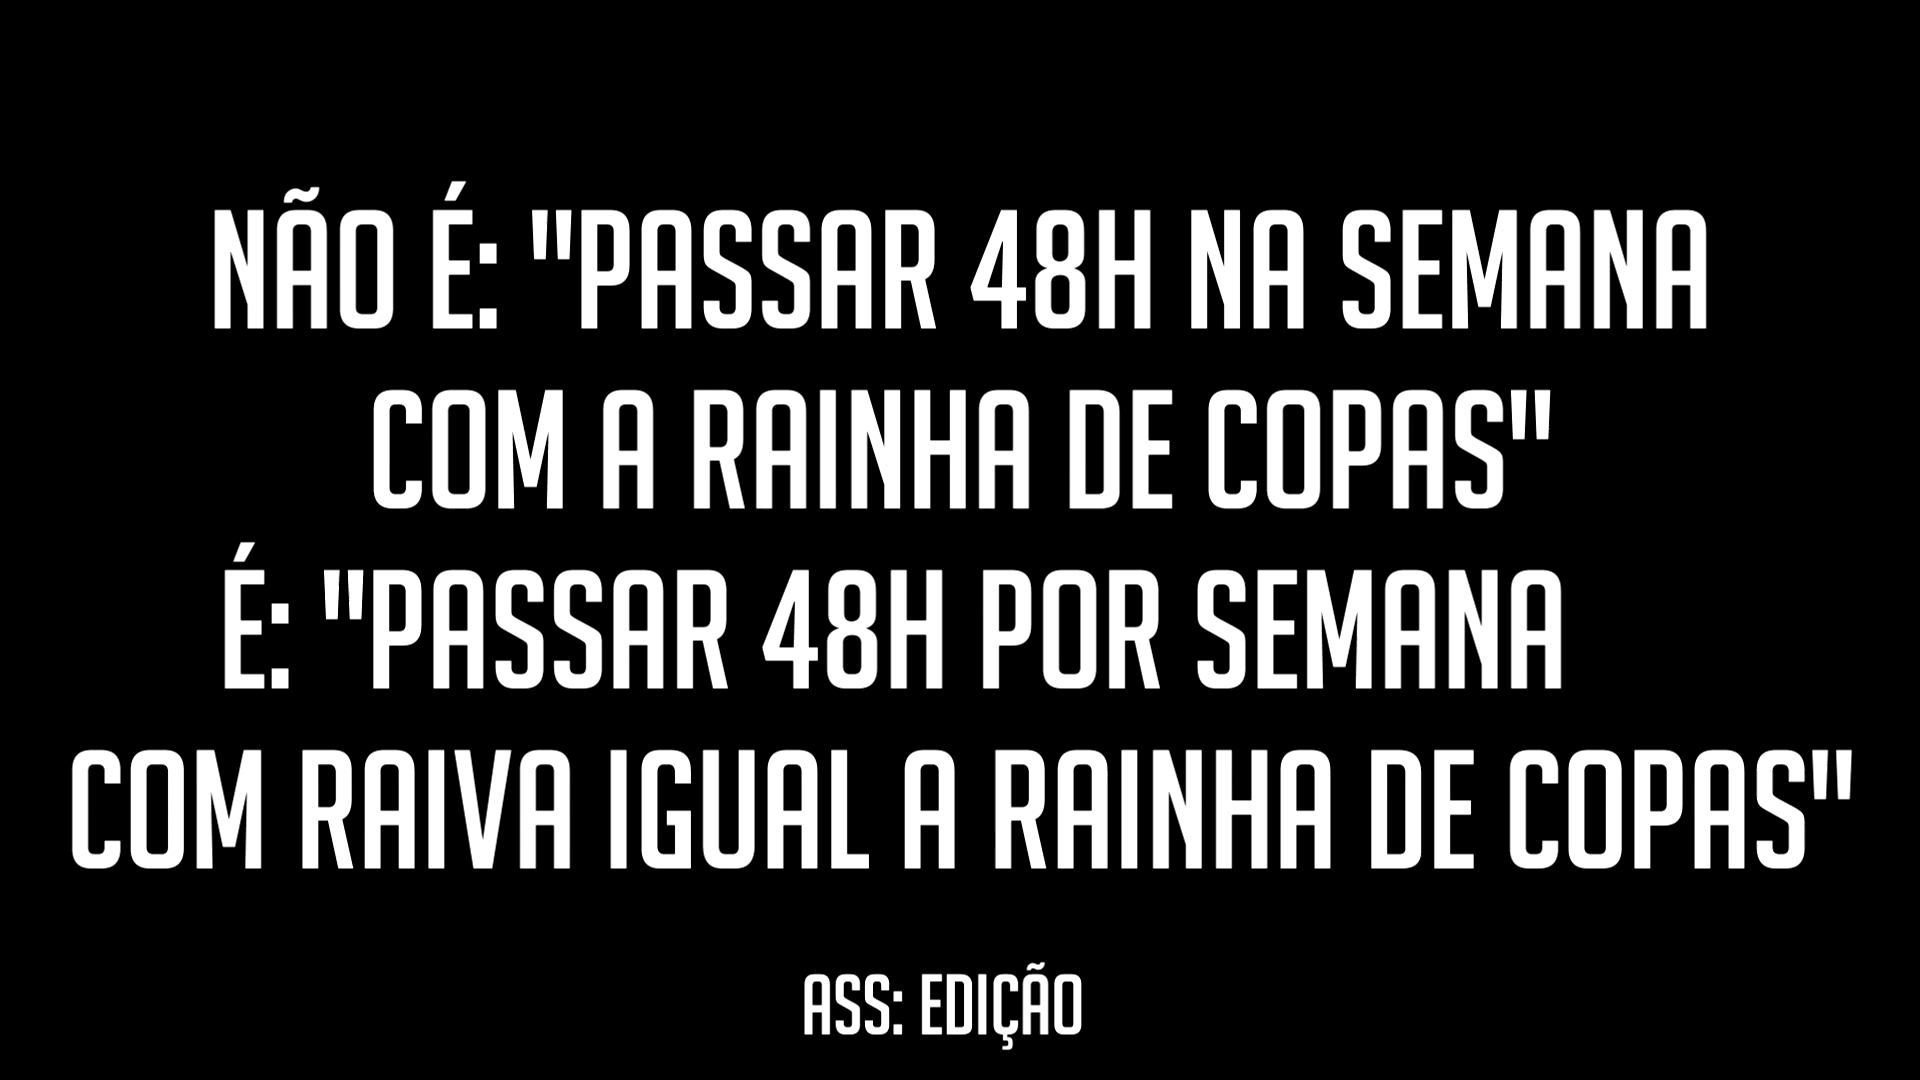 NÃO É: "PASSAR 48H NA SEMANA
COM A RAINHA DE COPAS"
É: "PASSAR 48H POR SEMANA
COM RAIVA IGUAL A RAINHA DE COPAS"
ASS: EDIÇÃO